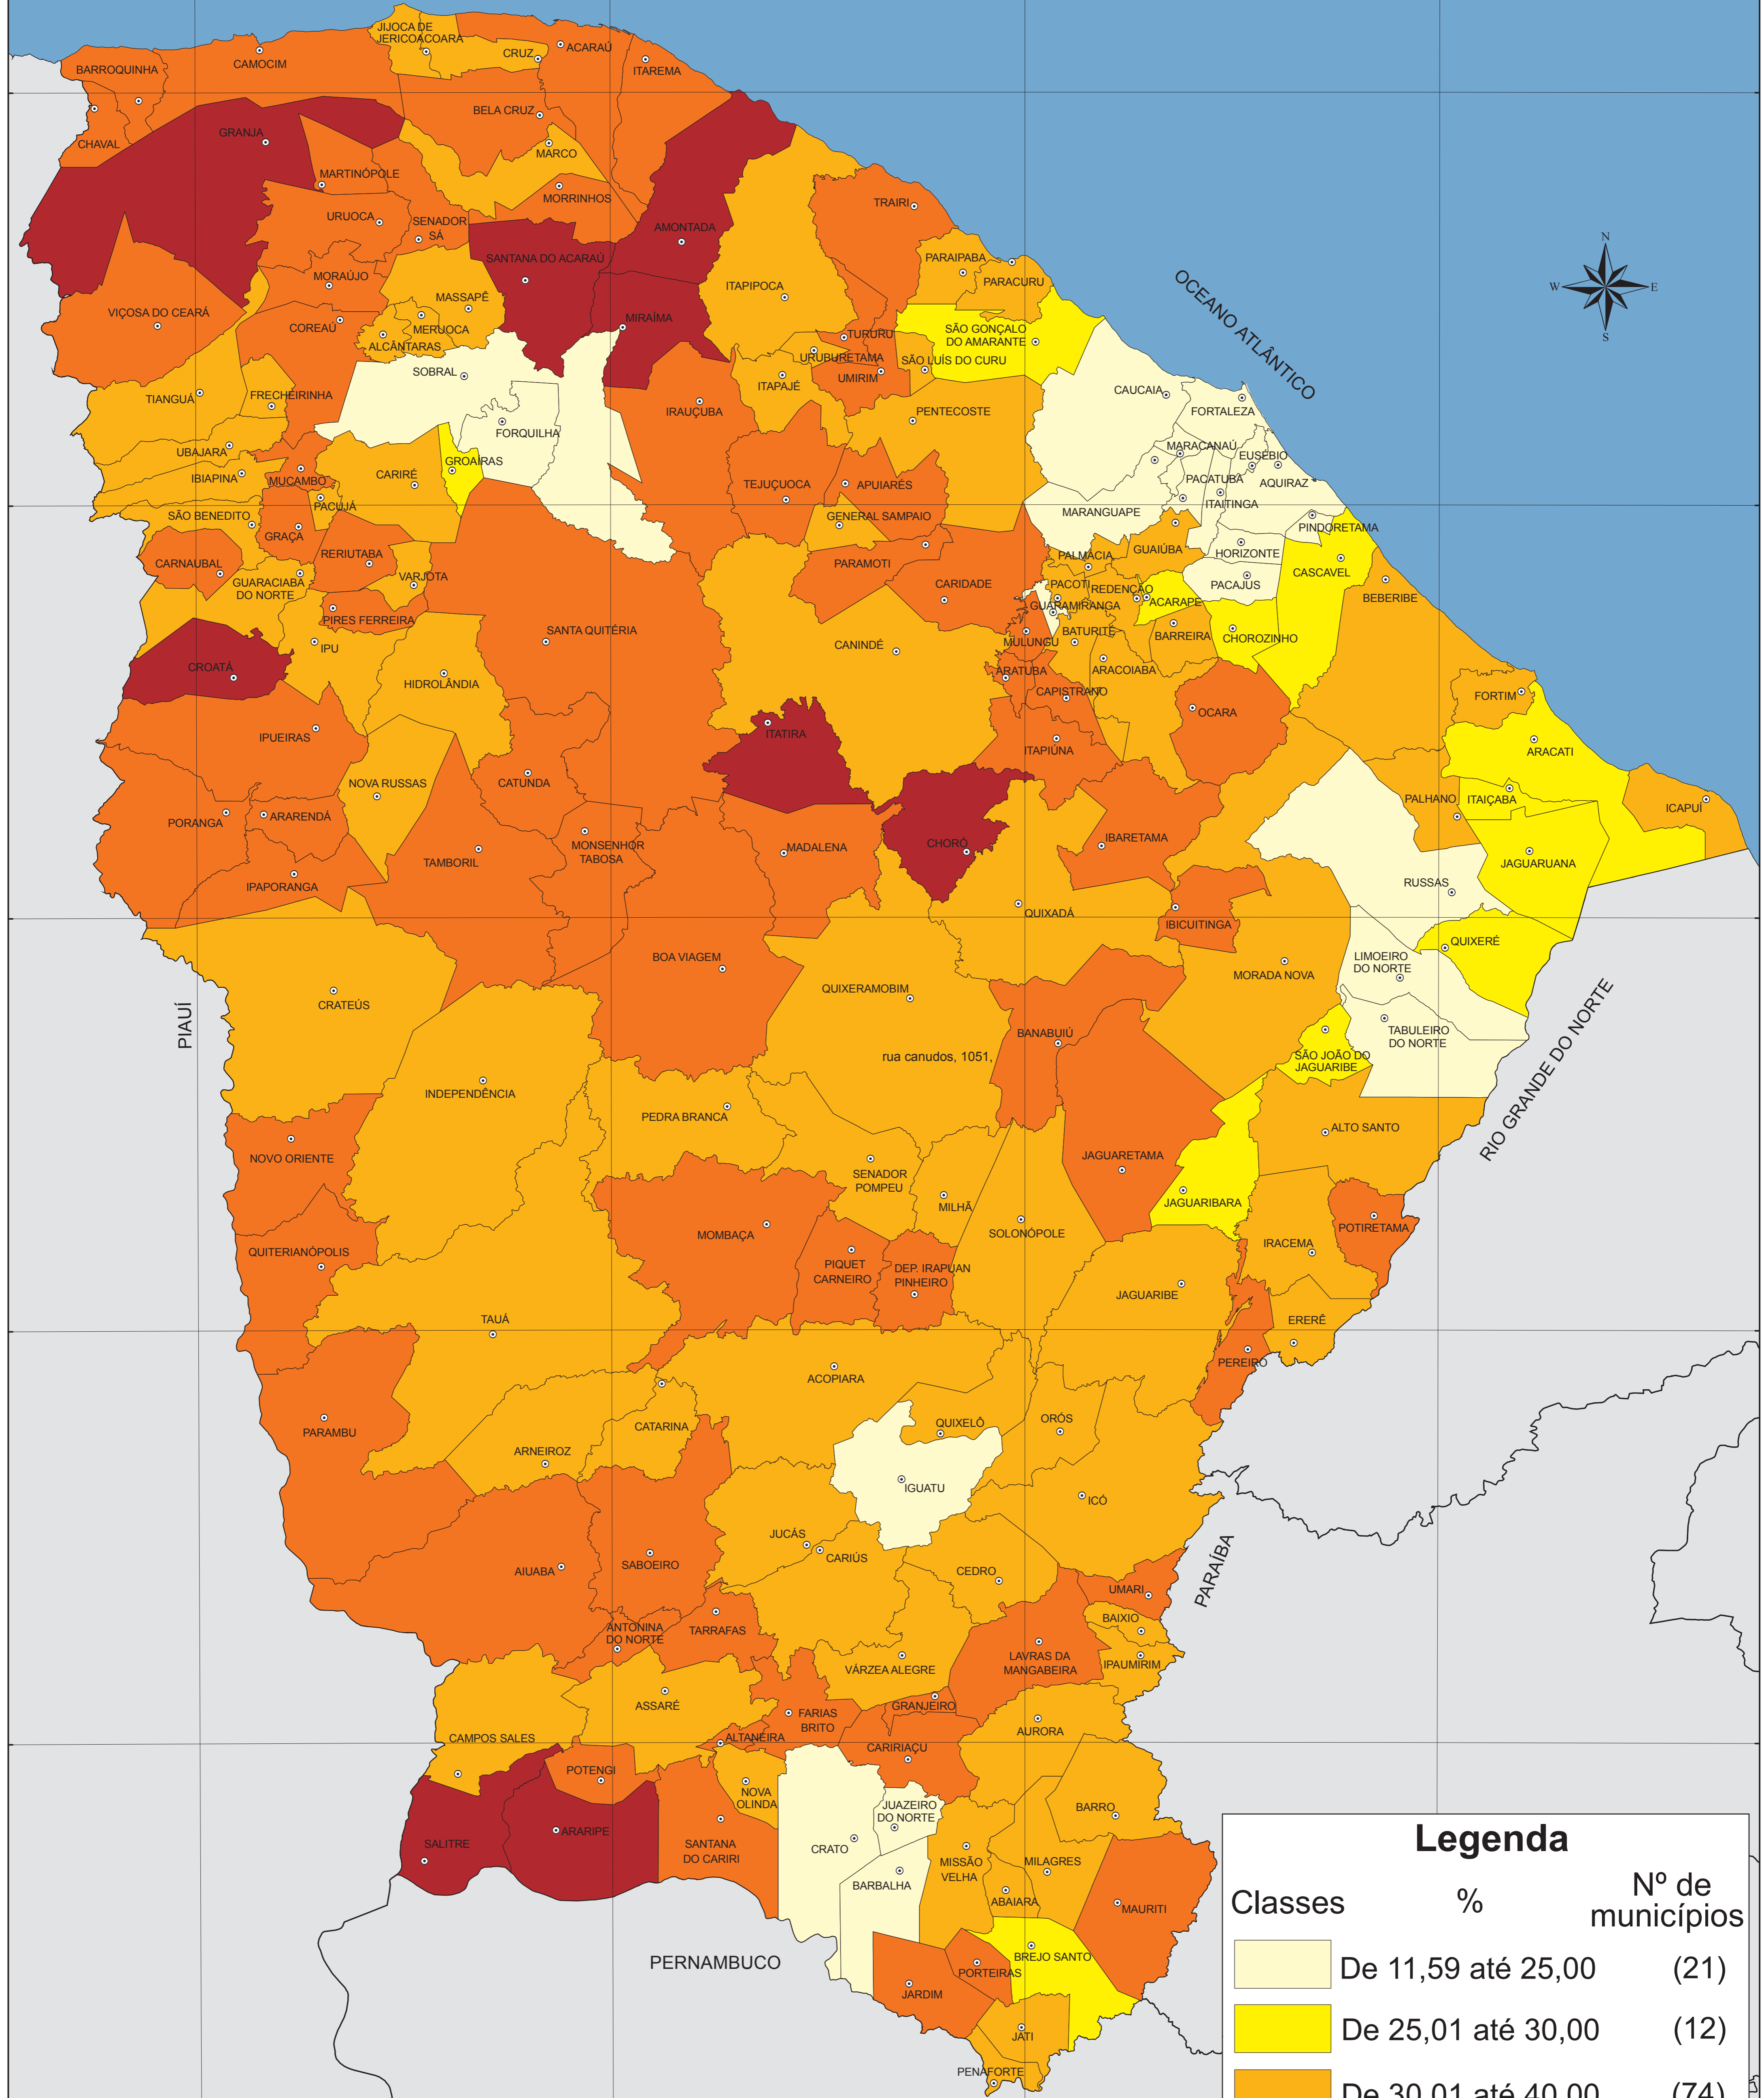 JIJOCA DE
JERICOACOARA
CRUZ
ACARAÚ
ITAREMA
BARROQUINHA
CAMOCIM
CHAVAL
GRANJA
BELA CRUZ
MARCO
MARTINÓPOLE
MORRINHOS
URUOCA
SENADOR
SÁ
AMONTADA
TRAIRI
SANTANA DO ACARAÚ
MORAÚJO
MASSAPÊ
ITAPIPOCA
PARAIPABA
PARACURU
OCEANO ATLÂNTICO
N
W
E
S
VIÇOSA DO CEARÁ
COREAÚ
MERUOCA
ALCÂNTARAS
MIRAÍMA
TURURU
URUBURETAMA
SÃO GONÇALO
DO AMARANTE
SÃO LUÍS DO CURU
SOBRAL
UMIRIM
ITAPAJÉ
TIANGUÁ
FRECHEIRINHA
FORQUILHA
IRAUÇUBA
PENTECOSTE
CAUCAIA
FORTALEZA
MARACANAÚ
EUSÉBIO
UBAJARA
IBIAPINA
MUCAMBO
CARIRÉ
GROAÍRAS
TEJUÇUOCA
APUIARÉS
PACATUBA
AQUIRAZ
ITAITINGA
MARANGUAPE
PACUJÁ
SÃO BENEDITO
GRAÇA
GENERAL SAMPAIO
PINDORETAMA
CARNAUBAL
RERIUTABA
VARJOTA
GUARACIABA
DO NORTE
PARAMOTI
CARIDADE
PALMÁCIA
GUAIÚBA
HORIZONTE
PACAJUS
CASCAVEL
BEBERIBE
PACOTI
REDENÇÃO
ACARAPE
GUARAMIRANGA
PIRES FERREIRA
IPU
SANTA QUITÉRIA
CANINDÉ
MULUNGU
BATURITÉ
BARREIRA
CHOROZINHO
CROATÁ
HIDROLÂNDIA
ARATUBA
ARACOIABA
CAPISTRANO
OCARA
FORTIM
IPUEIRAS
ITATIRA
ITAPIÚNA
ARACATI
NOVA RUSSAS
CATUNDA
PALHANO
ITAIÇABA
ICAPUÍ
PORANGA
ARARENDÁ
TAMBORIL
MONSENHOR
TABOSA
MADALENA
CHORÓ
IBARETAMA
JAGUARUANA
IPAPORANGA
RUSSAS
QUIXADÁ
IBICUITINGA
QUIXERÉ
BOA VIAGEM
QUIXERAMOBIM
MORADA NOVA
LIMOEIRO
DO NORTE
CRATEÚS
BANABUIÚ
TABULEIRO
DO NORTE
PIAUÍ
rua canudos, 1051,
SÃO JOÃO DO
JAGUARIBE
RIO GRANDE DO NORTE
INDEPENDÊNCIA
PEDRA BRANCA
ALTO SANTO
NOVO ORIENTE
SENADOR
POMPEU
JAGUARETAMA
MILHÃ
JAGUARIBARA
QUITERIANÓPOLIS
MOMBAÇA
SOLONÓPOLE
IRACEMA
POTIRETAMA
PIQUET
CARNEIRO
DEP. IRAPUAN
PINHEIRO
JAGUARIBE
TAUÁ
ERERÊ
PEREIRO
ACOPIARA
PARAMBU
CATARINA
QUIXELÔ
ORÓS
ARNEIROZ
IGUATU
ICÓ
JUCÁS
CARIÚS
AIUABA
SABOEIRO
CEDRO
UMARI
PARAÍBA
BAIXIO
ANTONINA
DO NORTE
TARRAFAS
LAVRAS DA
MANGABEIRA
IPAUMIRIM
VÁRZEA ALEGRE
ASSARÉ
GRANJEIRO
FARIAS
BRITO
AURORA
CAMPOS SALES
ALTANEIRA
CARIRIAÇU
POTENGI
NOVA
OLINDA
JUAZEIRO
DO NORTE
BARRO
SALITRE
ARARIPE
SANTANA
DO CARIRI
CRATO
MISSÃO
VELHA
MILAGRES
BARBALHA
ABAIARA
MAURITI
PERNAMBUCO
BREJO SANTO
PORTEIRAS
JARDIM
JATI
PENAFORTE
Legenda
Classes % Nº de
municípios
De 11,59 até 25,00 (21)
De 25,01 até 30,00 (12)
De 30,01 até 40,00 (74)